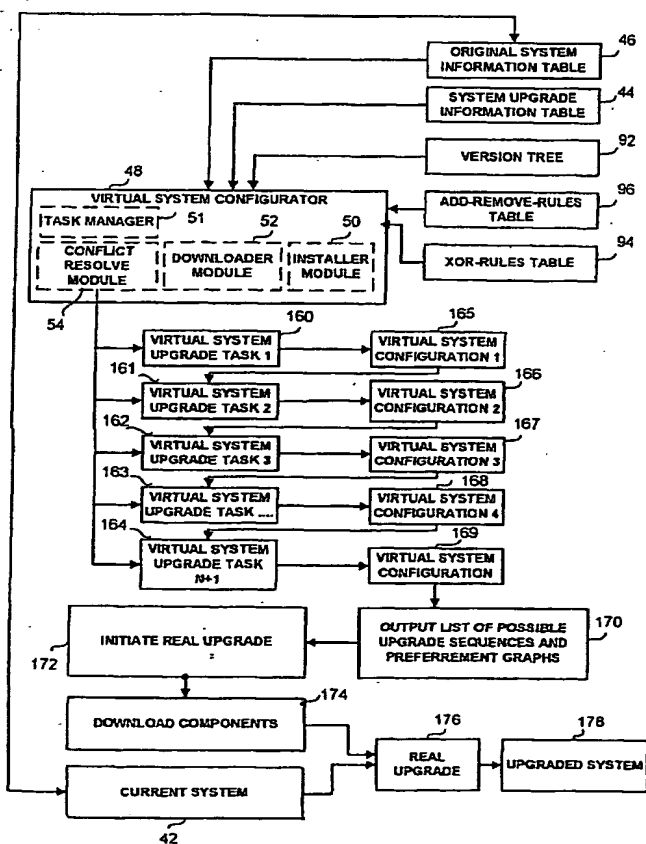 ORIGINAL SYSTEM
INFORMATION TABLE
46
SYSTEM UPGRADE
INFORMATION TABLE
44
VERSION TREE
92
48
VIRTUAL SYSTEM CONFIGURATOR
TASK MANAGER
51
52
50
CONFLICT
RESOLVE
MODULE
DOWNLOADER
MODULE
INSTALLER
MODULE
54
ADD-REMOVE-RULES
TABLE
96
XOR-RULES TABLE
94
160
VIRTUAL SYSTEM
UPGRADE TASK 1
165
VIRTUAL SYSTEM
CONFIGURATION 1
161
VIRTUAL SYSTEM
UPGRADE TASK 2
166
VIRTUAL SYSTEM
CONFIGURATION 2
162
VIRTUAL SYSTEM
UPGRADE TASK 3
167
VIRTUAL SYSTEM
CONFIGURATION 3
163
VIRTUAL SYSTEM
UPGRADE TASK ....
168
VIRTUAL SYSTEM
CONFIGURATION 4
164
VIRTUAL SYSTEM
UPGRADE TASK
N+1
169
VIRTUAL SYSTEM
CONFIGURATION
172
INITIATE REAL UPGRADE
OUTPUT LIST OF POSSIBLE
UPGRADE SEQUENCES AND
PREFERREMENT GRAPHS
170
174
DOWNLOAD COMPONENTS
176
REAL
UPGRADE
178
UPGRADED SYSTEM
CURRENT SYSTEM
42